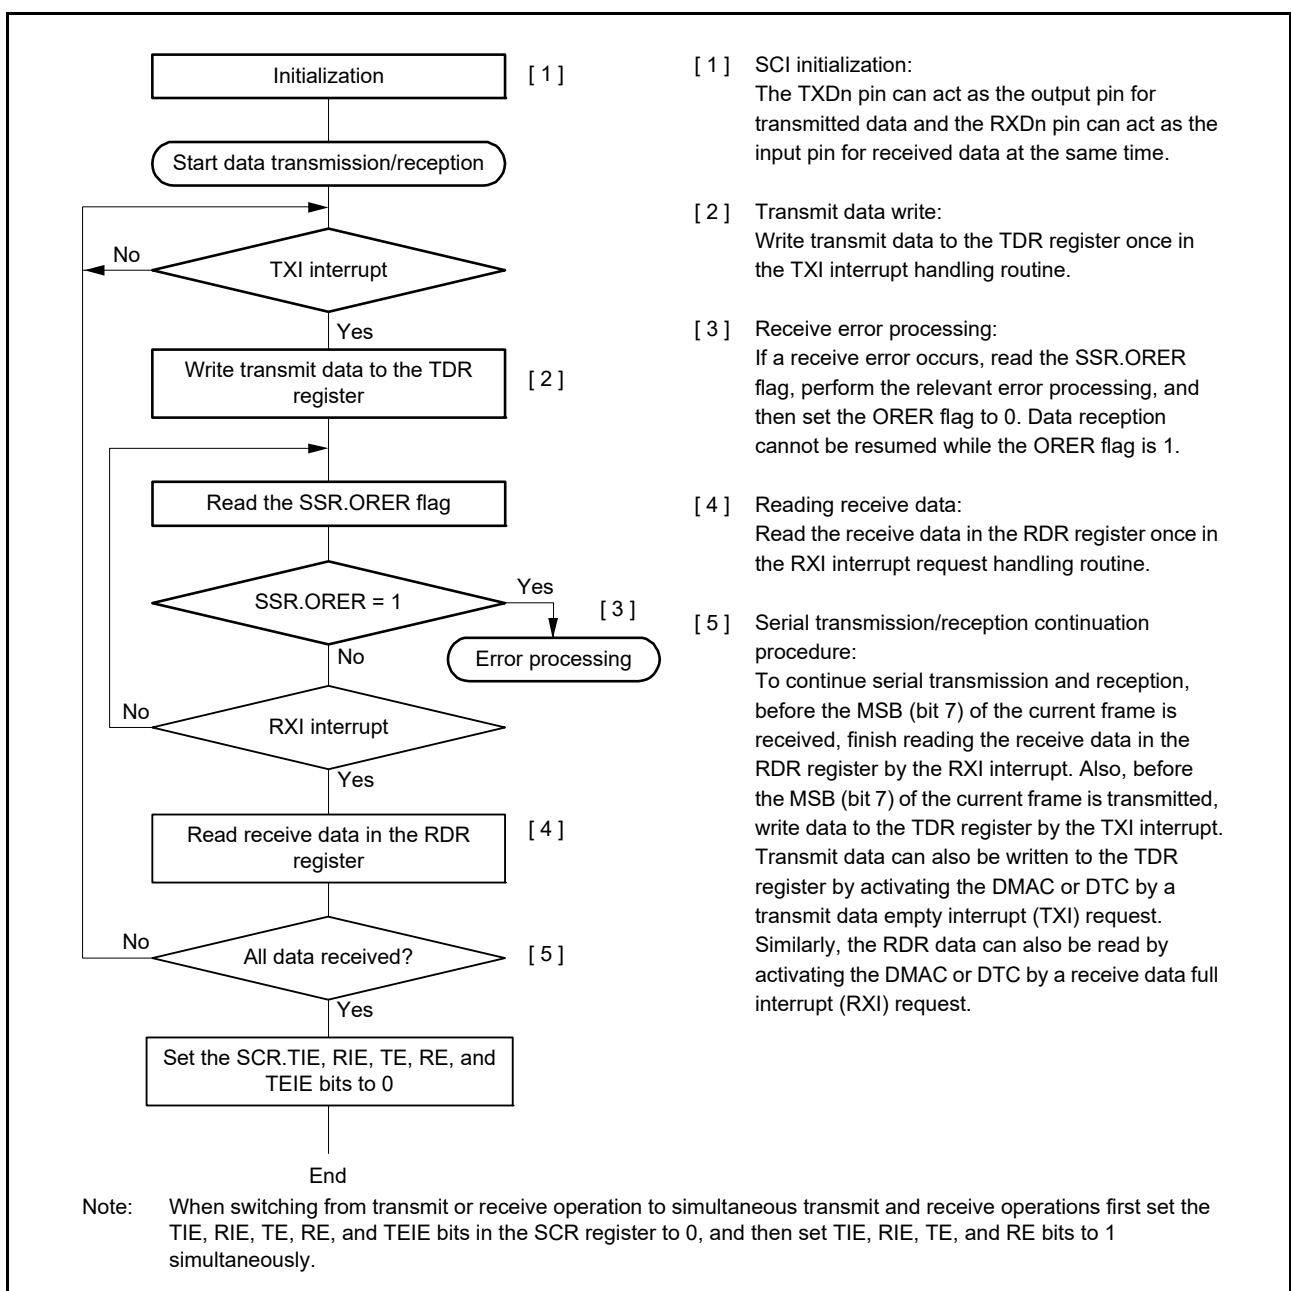 Initialization
[ 1 ]
Start data transmission/reception
No
TXI interrupt
Yes
Write transmit data to the TDR
register
[ 2 ]
Read the SSR.ORER flag
SSR.ORER = 1
Yes
[ 3 ]
Error processing
No
No
RXI interrupt
Yes
Read receive data in the RDR
register
[ 4 ]
No
All data received?
[ 5 ]
Yes
Set the SCR.TIE, RIE, TE, RE, and
TEIE bits to 0
End
[ 1 ] SCI initialization:
The TXDn pin can act as the output pin for
transmitted data and the RXDn pin can act as the
input pin for received data at the same time.
[ 2 ] Transmit data write:
Write transmit data to the TDR register once in
the TXI interrupt handling routine.
[ 3 ] Receive error processing:
If a receive error occurs, read the SSR.ORER
flag, perform the relevant error processing, and
then set the ORER flag to 0. Data reception
cannot be resumed while the ORER flag is 1.
[ 4 ] Reading receive data:
Read the receive data in the RDR register once in
the RXI interrupt request handling routine.
[ 5 ] Serial transmission/reception continuation
procedure:
To continue serial transmission and reception,
before the MSB (bit 7) of the current frame is
received, finish reading the receive data in the
RDR register by the RXI interrupt. Also, before
the MSB (bit 7) of the current frame is transmitted,
write data to the TDR register by the TXI interrupt.
Transmit data can also be written to the TDR
register by activating the DMAC or DTC by a
transmit data empty interrupt (TXI) request.
Similarly, the RDR data can also be read by
activating the DMAC or DTC by a receive data full
interrupt (RXI) request.
Note: When switching from transmit or receive operation to simultaneous transmit and receive operations first set the
TIE, RIE, TE, RE, and TEIE bits in the SCR register to 0, and then set TIE, RIE, TE, and RE bits to 1
simultaneously.